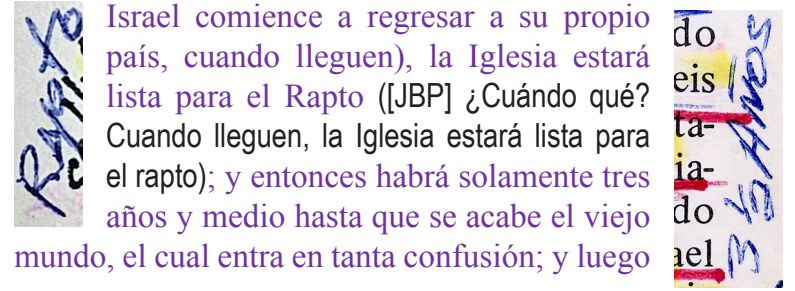 Rapto
Israel comience a regresar a su propio
país, cuando lleguen), la Iglesia estará
lista para el Rapto ([JBP] ¿Cuándo qué?
Cuando lleguen, la Iglesia estará lista para
el rapto); y entonces habrá solamente tres
años y medio hasta que se acabe el viejo
mundo, el cual entra en tanta confusión; y luego
do
eis
ta-
ia-
do
ael
3½ AÑOS